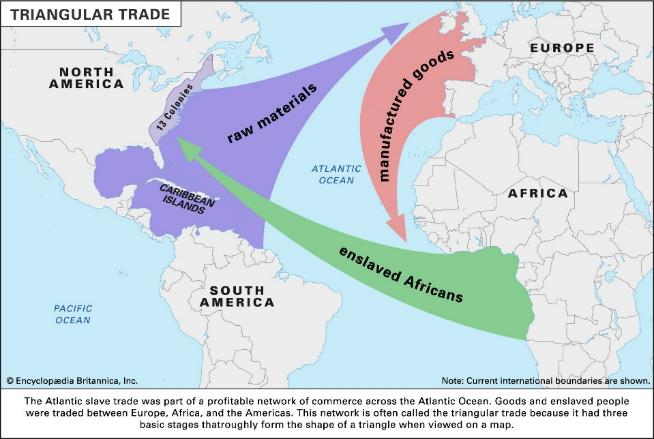 TRIANGULAR TRADE
NORTH
AMERICA
EUROPE
13 Colonies
raw materials
manufactured goods
ATLANTIC
OCEAN
CARIBBEAN
ISLANDS
AFRICA
enslaved Africans
SOUTH
AMERICA
PACIFIC
OCEAN
© Encyclopædia Britannica, Inc.
Note: Current international boundaries are shown.
The Atlantic slave trade was part of a profitable network of commerce across the Atlantic Ocean. Goods and enslaved people
were traded between Europe, Africa, and the Americas. This network is often called the triangular trade because it had three
basic stages thatroughly form the shape of a triangle when viewed on a map.